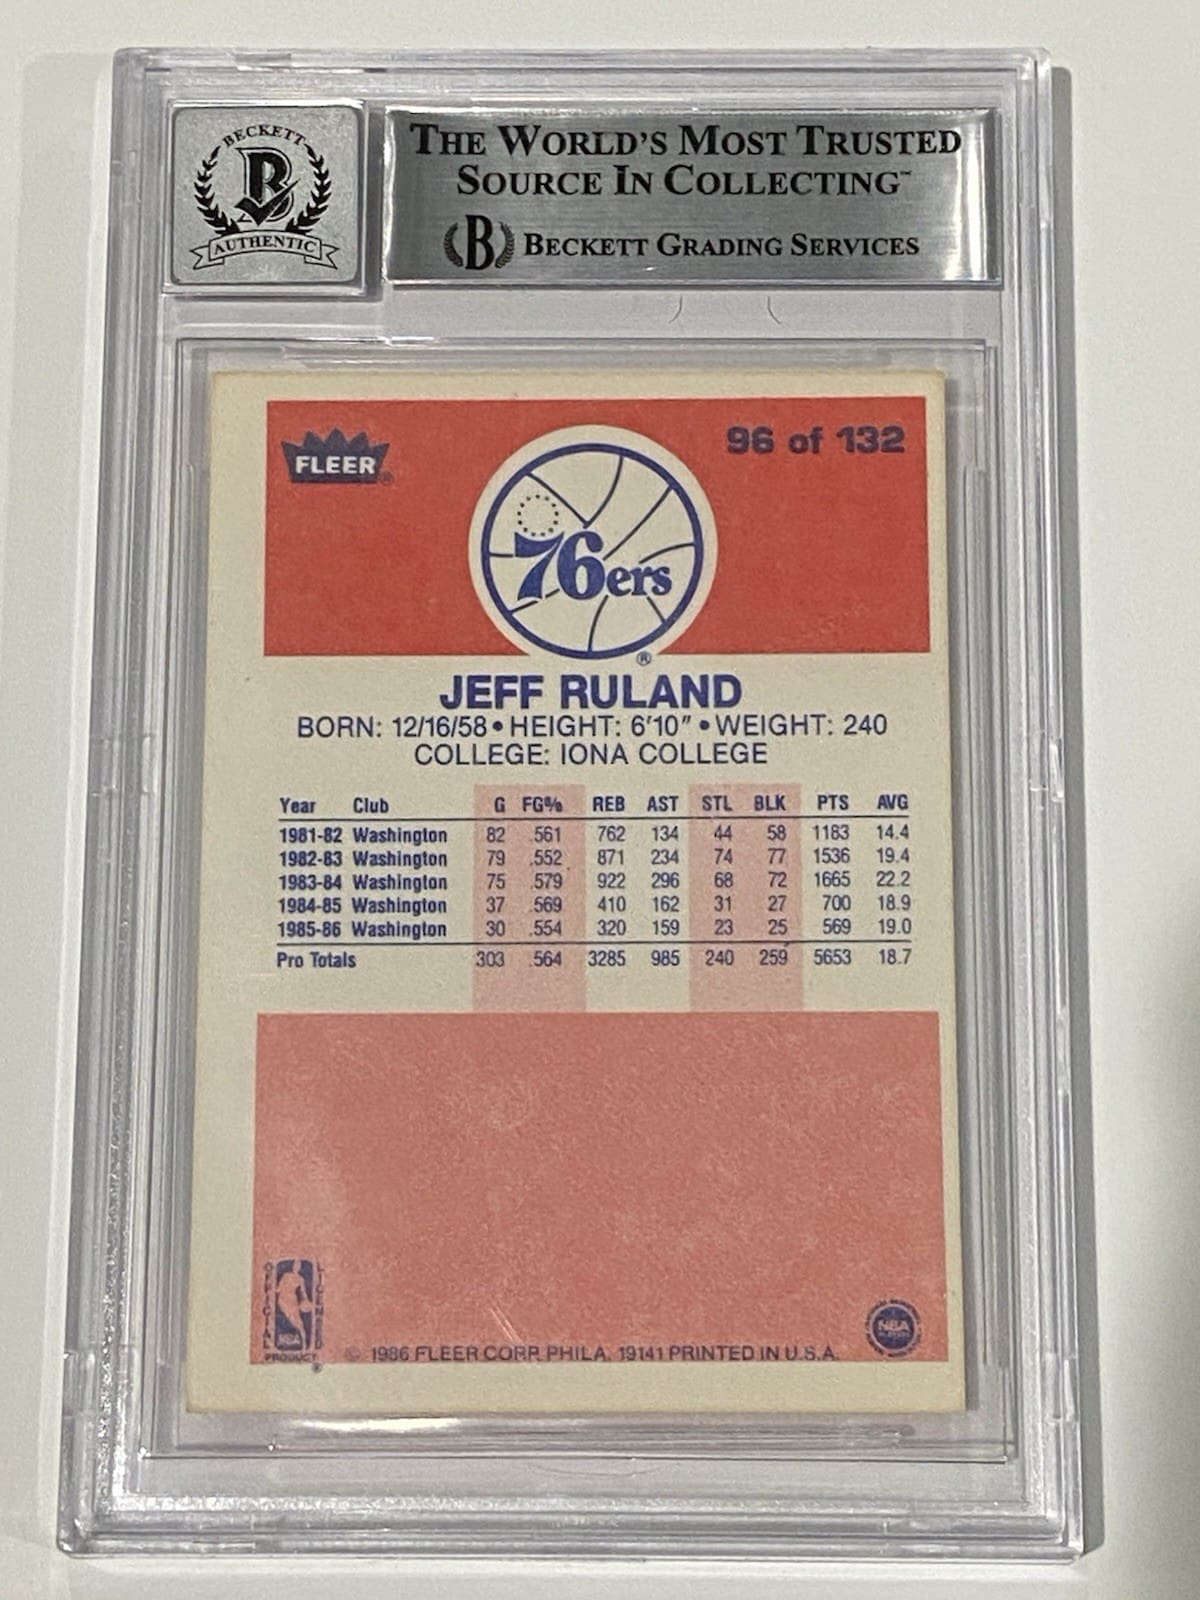 BECKETT
B
AUTHENTIC
THE WORLD'S MOST TRUSTED
SOURCE IN COLLECTING™
B BECKETT GRADING SERVICES
FLEER®
96 of 132
76ers
®
JEFF RULAND
BORN: 12/16/58 • HEIGHT: 6'10" • WEIGHT: 240
COLLEGE: IONA COLLEGE
Year Club G FG% REB AST STL BLK PTS AVG
1981-82 Washington 82 .561 762 134 44 58 1183 14.4
1982-83 Washington 79 .552 871 234 74 77 1536 19.4
1983-84 Washington 75 .579 922 296 68 72 1665 22.2
1984-85 Washington 37 .569 410 162 31 27 700 18.9
1985-86 Washington 30 .554 320 159 23 25 569 19.0
Pro Totals 303 .564 3285 985 240 259 5653 18.7
OFFICIAL
LICENSED
NBA
PRODUCT
®
NBA
© 1986 FLEER CORP. PHILA. 19141 PRINTED IN U.S.A.